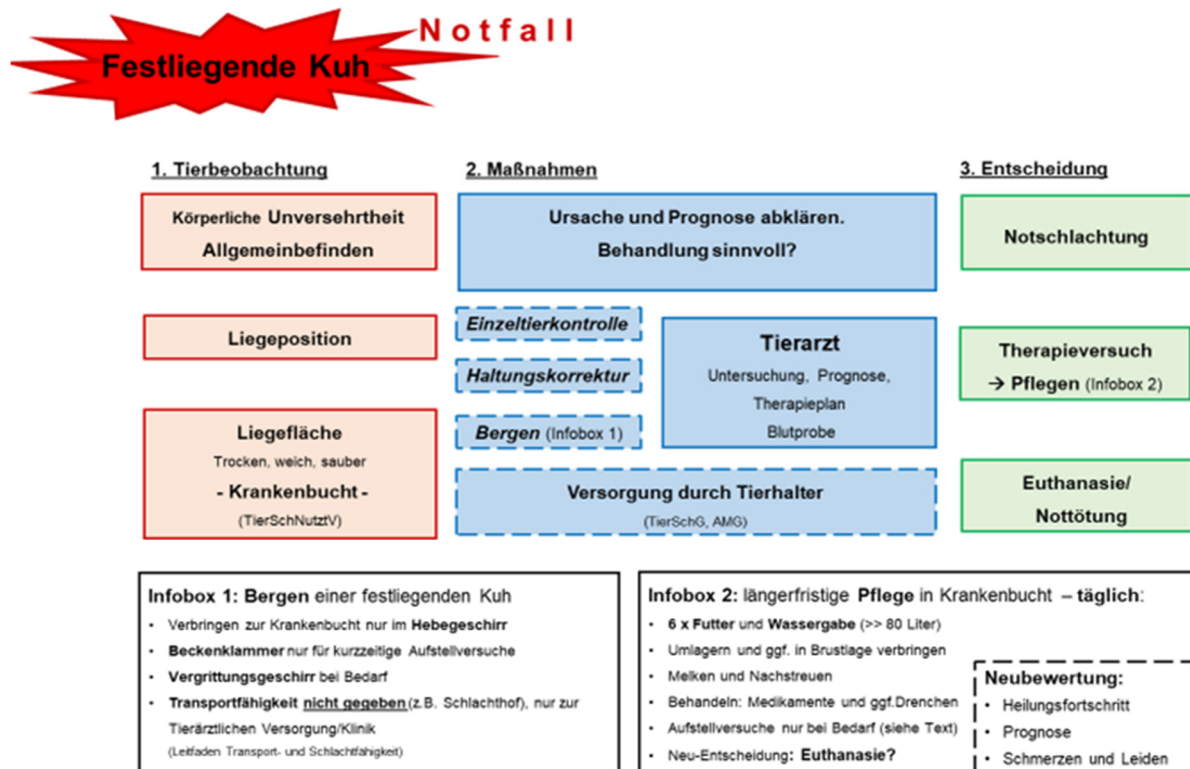 Notfall
Festliegende Kuh
1. Tierbeobachtung
Körperliche Unversehrtheit
Allgemeinbefinden
Liegeposition
Liegefläche
Trocken, weich, sauber
- Krankenbucht -
(TierSchNutztV)
2. Maßnahmen
Ursache und Prognose abklären.
Behandlung sinnvoll?
Einzeltierkontrolle
Haltungskorrektur
Bergen (Infobox 1)
Tierarzt
Untersuchung, Prognose,
Therapieplan
Blutprobe
Versorgung durch Tierhalter
(TierSchG, AMG)
3. Entscheidung
Notschlachtung
Therapieversuch
→ Pflegen (Infobox 2)
Euthanasie/
Nottötung
Infobox 1: Bergen einer festliegenden Kuh
• Verbringen zur Krankenbucht nur im Hebegeschirr
• Beckenklammer nur für kurzzeitige Aufstellversuche
• Vergrittungsgeschirr bei Bedarf
• Transportfähigkeit nicht gegeben (z.B. Schlachthof), nur zur
Tierärztlichen Versorgung/Klinik
(Leitfaden Transport- und Schlachtfähigkeit)
Infobox 2: längerfristige Pflege in Krankenbucht – täglich:
• 6 x Futter und Wassergabe (>> 80 Liter)
• Umlagern und ggf. in Brustlage verbringen
• Melken und Nachstreuen
• Behandeln: Medikamente und ggf.Drenchen
• Aufstellversuche nur bei Bedarf (siehe Text)
• Neu-Entscheidung: Euthanasie?
Neubewertung:
• Heilungsfortschritt
• Prognose
• Schmerzen und Leiden